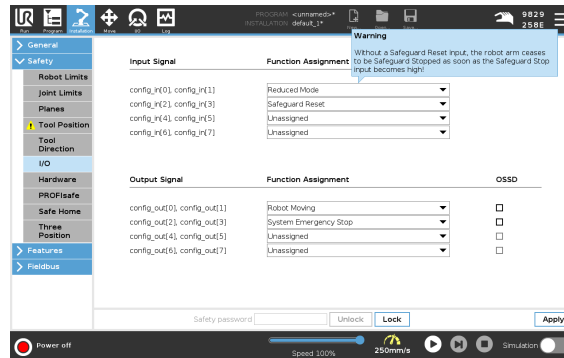 PROGRAM <unnamed>*
INSTALLATION default_1*
Run
Program
Installation
Move
I/O
Log
New
Open
Save
9829
258E
Warning
Without a Safeguard Reset input, the robot arm ceases
to be Safeguard Stopped as soon as the Safeguard Stop
input becomes high!
General
Safety
Robot Limits
Joint Limits
Planes
Tool Position
Tool
Direction
I/O
Hardware
PROFIsafe
Safe Home
Three
Position
Features
Fieldbus
Input Signal Function Assignment
config_in[0], config_in[1] Reduced Mode
config_in[2], config_in[3] Safeguard Reset
config_in[4], config_in[5] Unassigned
config_in[6], config_in[7] Unassigned
Output Signal Function Assignment OSSD
config_out[0], config_out[1] Robot Moving
config_out[2], config_out[3] System Emergency Stop
config_out[4], config_out[5] Unassigned
config_out[6], config_out[7] Unassigned
Safety password Unlock Lock Apply
Power off
Speed 100%
250mm/s
Simulation